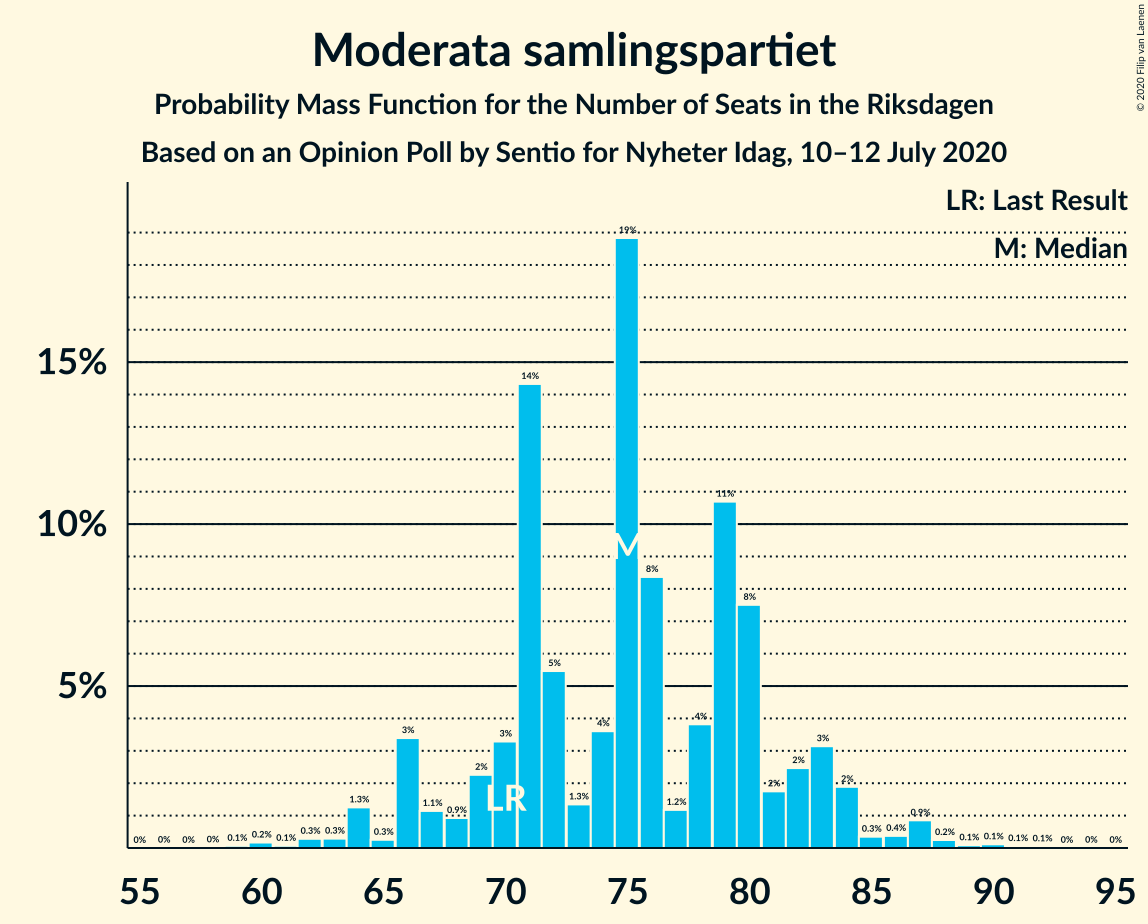 Moderata samlingspartiet
Probability Mass Function for the Number of Seats in the Riksdagen
Based on an Opinion Poll by Sentio for Nyheter Idag, 10–12 July 2020
© 2020 Filip van Laenen
LR: Last Result
M: Median
15%
10%
5%
0% 0% 0% 0% 0.1% 0.2% 0.1% 0.3% 0.3% 1.3% 0.3% 3% 1.1% 0.9% 2% 3% 14% 5% 1.3% 4% 19% 8% 1.2% 4% 11% 8% 2% 2% 3% 2% 0.3% 0.4% 0.9% 0.2% 0.1% 0.1% 0.1% 0.1% 0% 0% 0%
M
LR
55 60 65 70 75 80 85 90 95